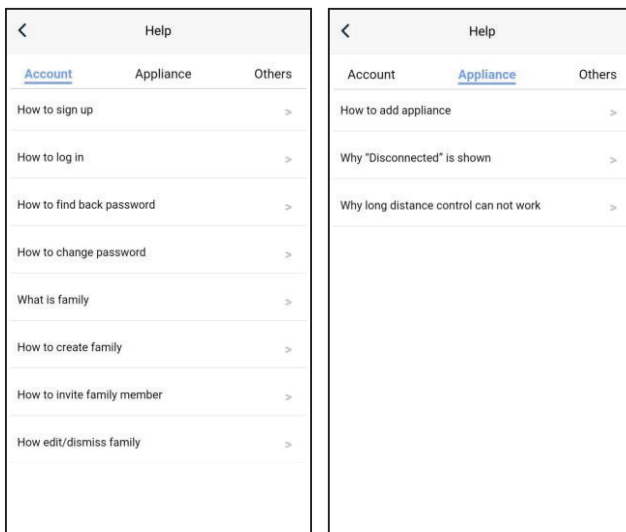 Help
Account Appliance Others
How to sign up >
How to log in >
How to find back password >
How to change password >
What is family >
How to create family >
How to invite family member >
How edit/dismiss family >
Help
Account Appliance Others
How to add appliance >
Why "Disconnected" is shown >
Why long distance control can not work >